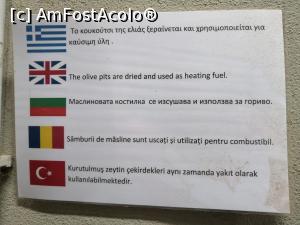 [c] AmFostAcolo®
Το κουκούτσι της ελιάς ξεραίνεται και χρησιμοποιείται για
καύσιμη ύλη .
The olive pits are dried and used as heating fuel.
Маслиновата костилка се изсушава и използва за гориво.
Sâmburii de măsline sunt uscați și utilizați pentru combustibil.
Kurutulmuş zeytin çekirdekleri aynı zamanda yakıt olarak
kullanılabilmektedir.